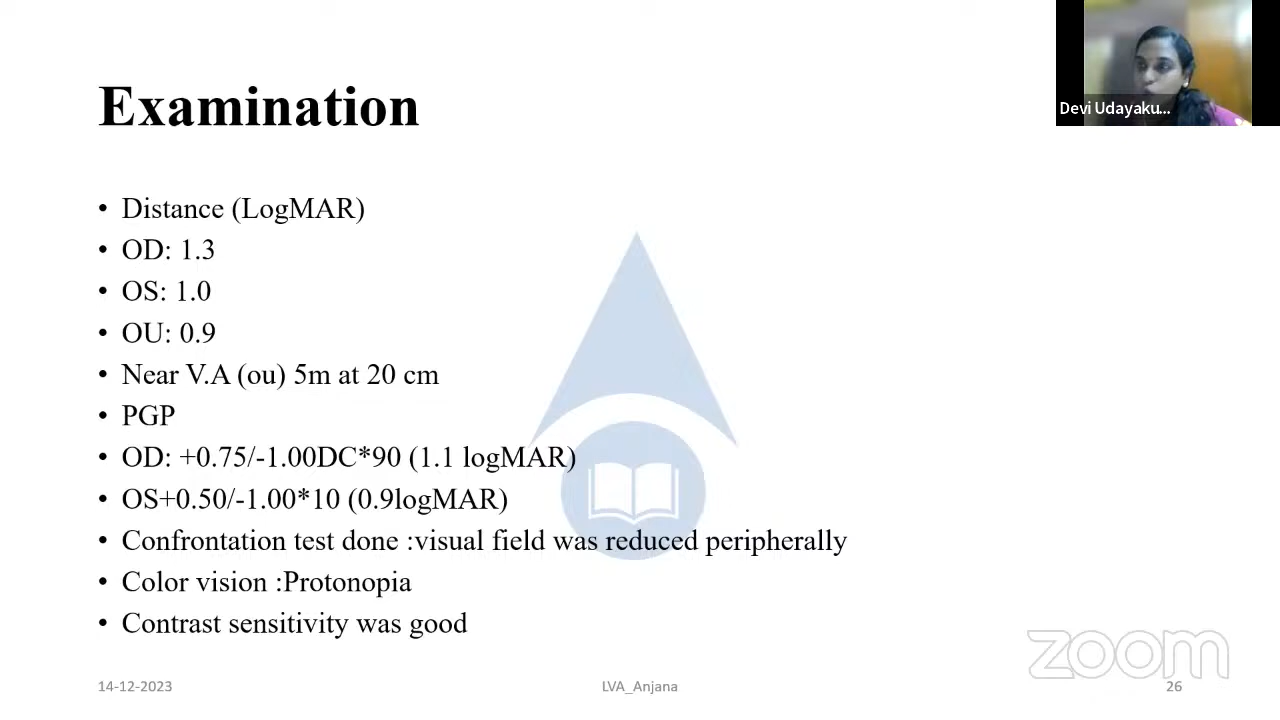 Devi Udayaku...
Examination
• Distance (LogMAR)
• OD: 1.3
• OS: 1.0
• OU: 0.9
• Near V.A (ou) 5m at 20 cm
• PGP
• OD: +0.75/-1.00DC*90 (1.1 logMAR)
• OS+0.50/-1.00*10 (0.9logMAR)
• Confrontation test done :visual field was reduced peripherally
• Color vision :Protonopia
• Contrast sensitivity was good
zoom
14-12-2023 LVA_Anjana 26